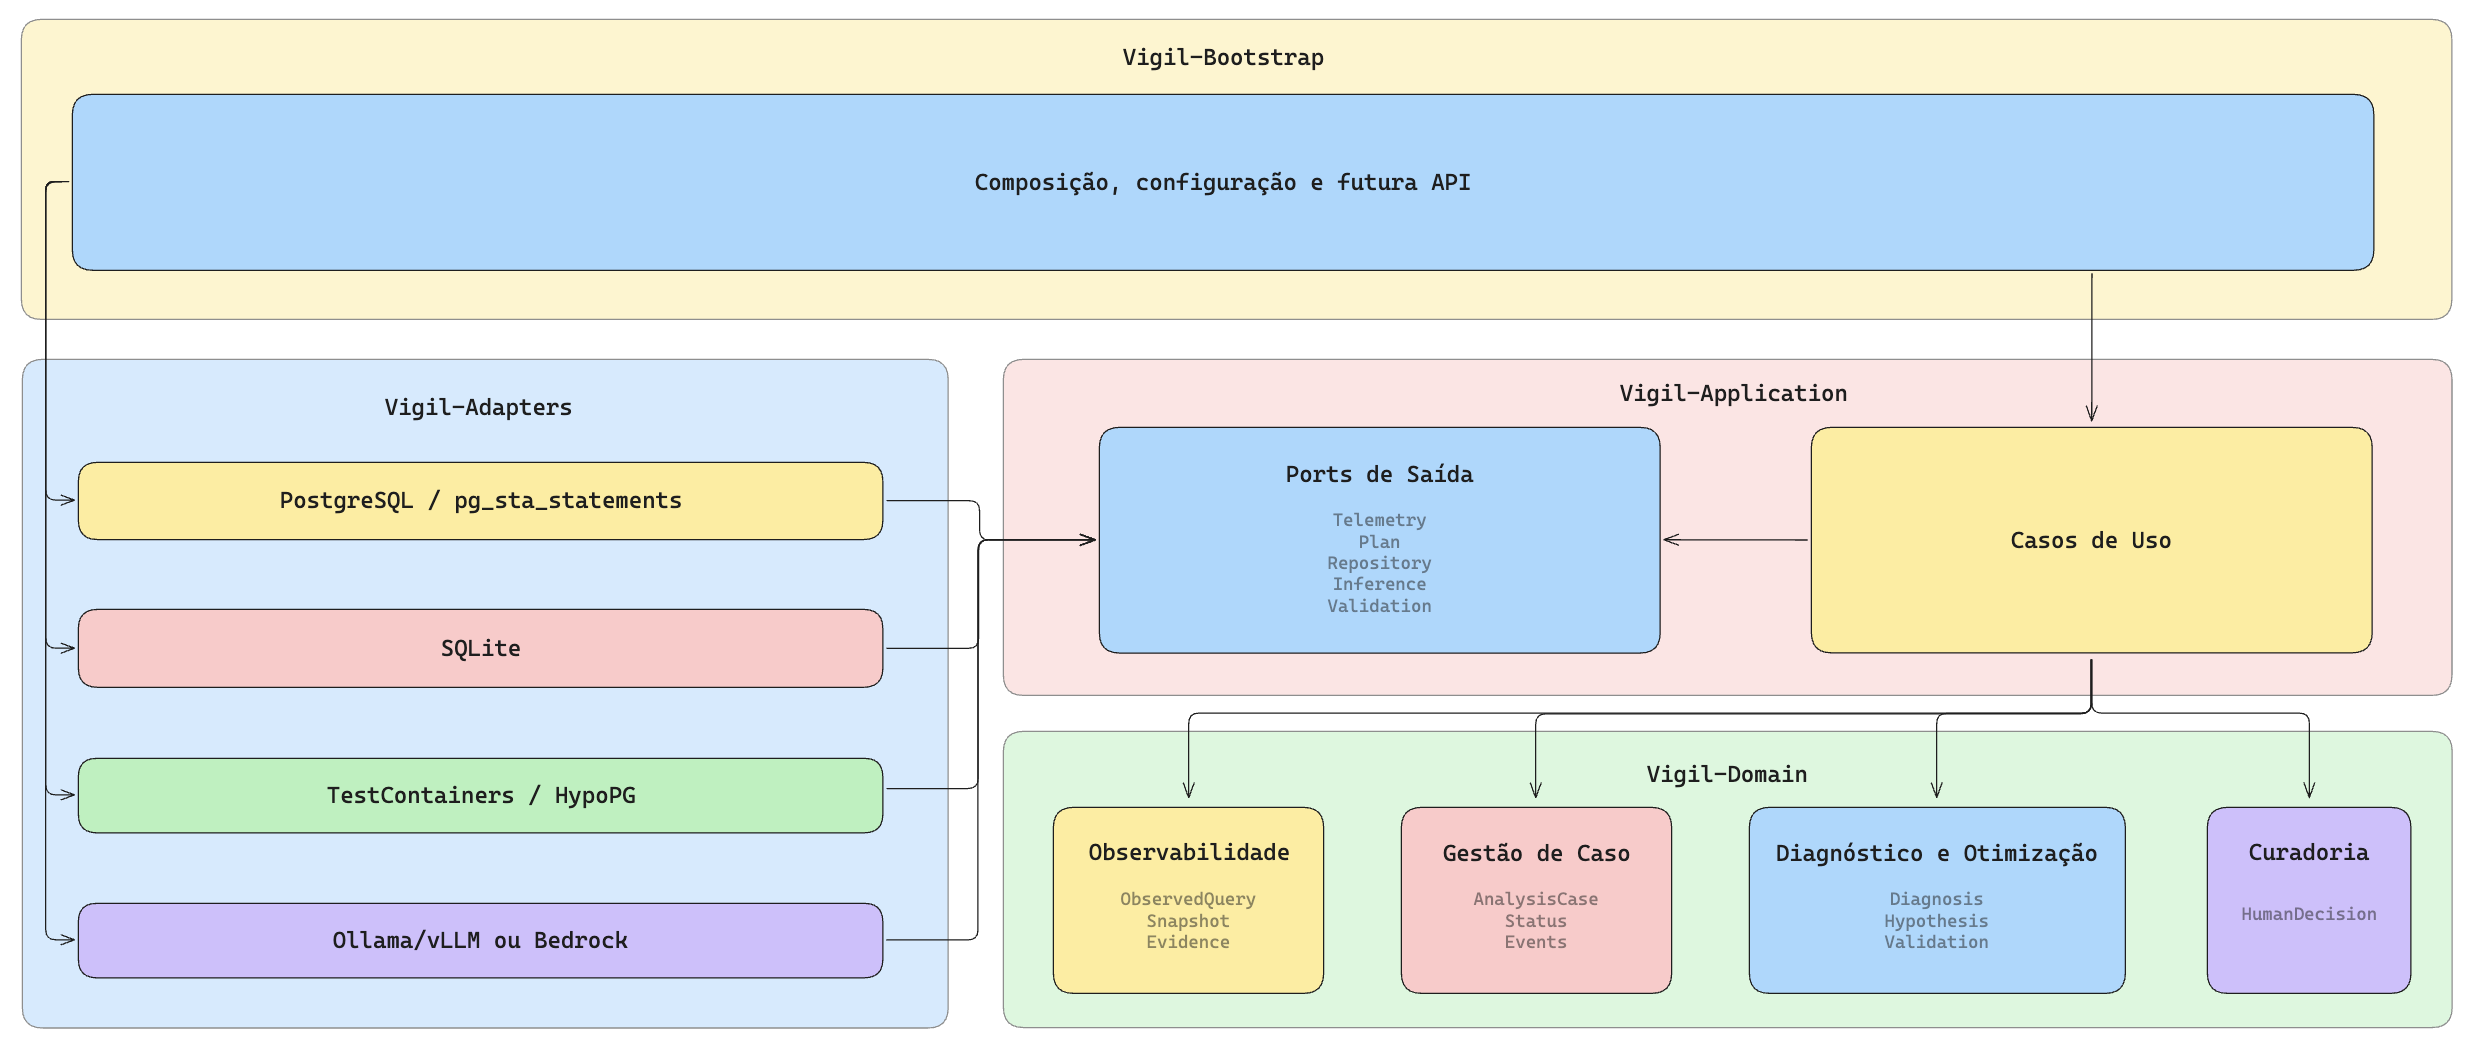 Vigil-Bootstrap
Composição, configuração e futura API
Vigil-Adapters
PostgreSQL / pg_sta_statements
SQLite
TestContainers / HypoPG
Ollama/vLLM ou Bedrock
Vigil-Application
Ports de Saída
Telemetry
Plan
Repository
Inference
Validation
Casos de Uso
Vigil-Domain
Observabilidade
ObservedQuery
Snapshot
Evidence
Gestão de Caso
AnalysisCase
Status
Events
Diagnóstico e Otimização
Diagnosis
Hypothesis
Validation
Curadoria
HumanDecision